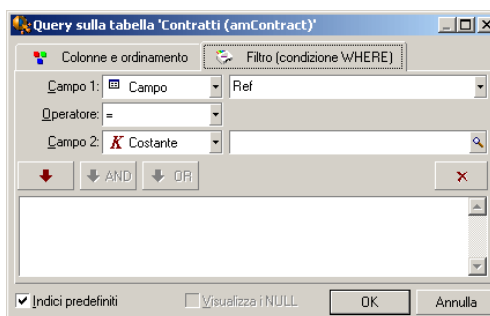 Query sulla tabella 'Contratti (amContract)'
Colonne e ordinamento Filtro (condizione WHERE)
Campo 1: Campo Ref
Operatore: =
Campo 2: K Costante
AND OR
Indici predefiniti Visualizza i NULL OK Annulla